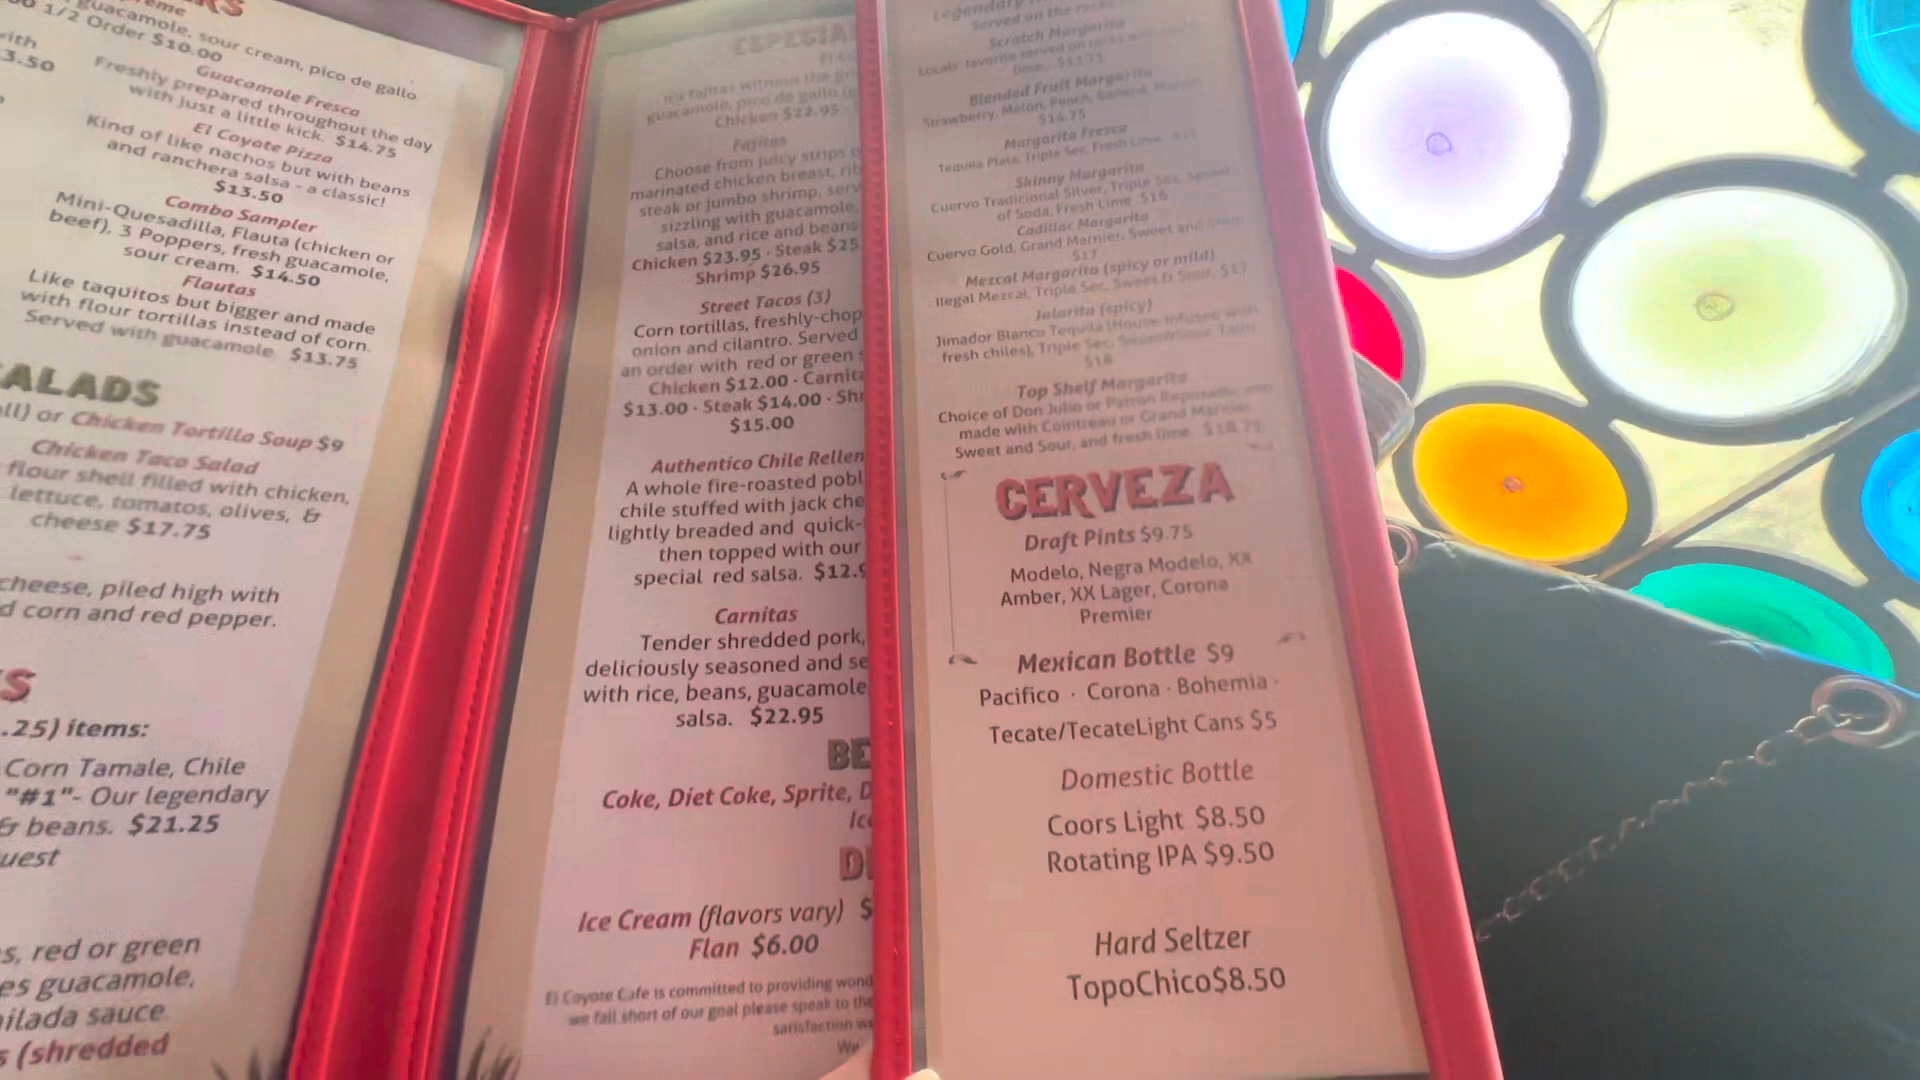 guacamole, sour cream, pico de gallo
1/2 Order $10.00
with
3.50
Guacamole Fresca
Freshly prepared throughout the day
with just a little kick. $14.75
El Coyote Pizza
Kind of like nachos but with beans
and ranchera salsa - a classic!
$13.50
Combo Sampler
Mini-Quesadilla, Flauta (chicken or
beef), 3 Poppers, fresh guacamole,
sour cream. $14.50
Flautas
Like taquitos but bigger and made
with flour tortillas instead of corn.
Served with guacamole $13.75
ALADS
or Chicken Tortilla Soup $9
Chicken Taco Salad
flour shell filled with chicken,
lettuce, tomatos, olives, &
cheese $17.75
cheese, piled high with
d corn and red pepper.
S
.25) items:
Corn Tamale, Chile
"#1"- Our legendary
& beans. $21.25
uest
s, red or green
es guacamole,
ilada sauce
s (shredded
ESPECIA
fajitas without the
guacamole, pico de gallo
Chicken $22.95 ·
Fajitas
Choose from juicy strips o
marinated chicken breast, rib
steak or jumbo shrimp, serv
sizzling with guacamole,
salsa, and rice and beans
Chicken $23.95 · Steak $25
Shrimp $26.95
Street Tacos (3)
Corn tortillas, freshly-chop
onion and cilantro. Served
an order with red or green s
Chicken $12.00 · Carnita
$13.00 · Steak $14.00 · Shr
$15.00
Authentico Chile Rellen
A whole fire-roasted pobl
chile stuffed with jack che
lightly breaded and quick-
then topped with our
special red salsa. $12.9
Carnitas
Tender shredded pork,
deliciously seasoned and se
with rice, beans, guacamole
salsa. $22.95
BE
Coke, Diet Coke, Sprite, D
Ice
D
Ice Cream (flavors vary) $
Flan $6.00
El Coyote Cafe is committed to providing wond
we fall short of our goal please speak to the
satisfaction
We
Legendary
Served on the rocks
Scratch Margarita
Locals favorite served on rocks
lime. $13.75
Blended Fruit Margarita
Strawberry, Melon, Peach, Banana, Mango
$14.75
Margarita Fresca
Tequila Plata, Triple Sec, Fresh Lime $15
Skinny Margarita
Cuervo Tradicional Silver, Triple Sec, Splash
of Soda, Fresh Lime $16
Cadillac Margarita
Cuervo Gold, Grand Marnier, Sweet and Sour
$17
Mezcal Margarita (spicy or mild)
Ilegal Mezcal, Triple Sec, Sweet & Sour, $17
Jalarita (spicy)
Jimador Blanco Tequila (House-infused with
fresh chiles), Triple Sec,
$18
Top Shelf Margarita
Choice of Don Julio or Patron Reposado
made with Cointreau or Grand Marnier
Sweet and Sour, and fresh lime. $18.75
CERVEZA
Draft Pints $9.75
Modelo, Negra Modelo, XX
Amber, XX Lager, Corona
Premier
Mexican Bottle $9
Pacifico · Corona · Bohemia ·
Tecate/TecateLight Cans $5
Domestic Bottle
Coors Light $8.50
Rotating IPA $9.50
Hard Seltzer
TopoChico$8.50